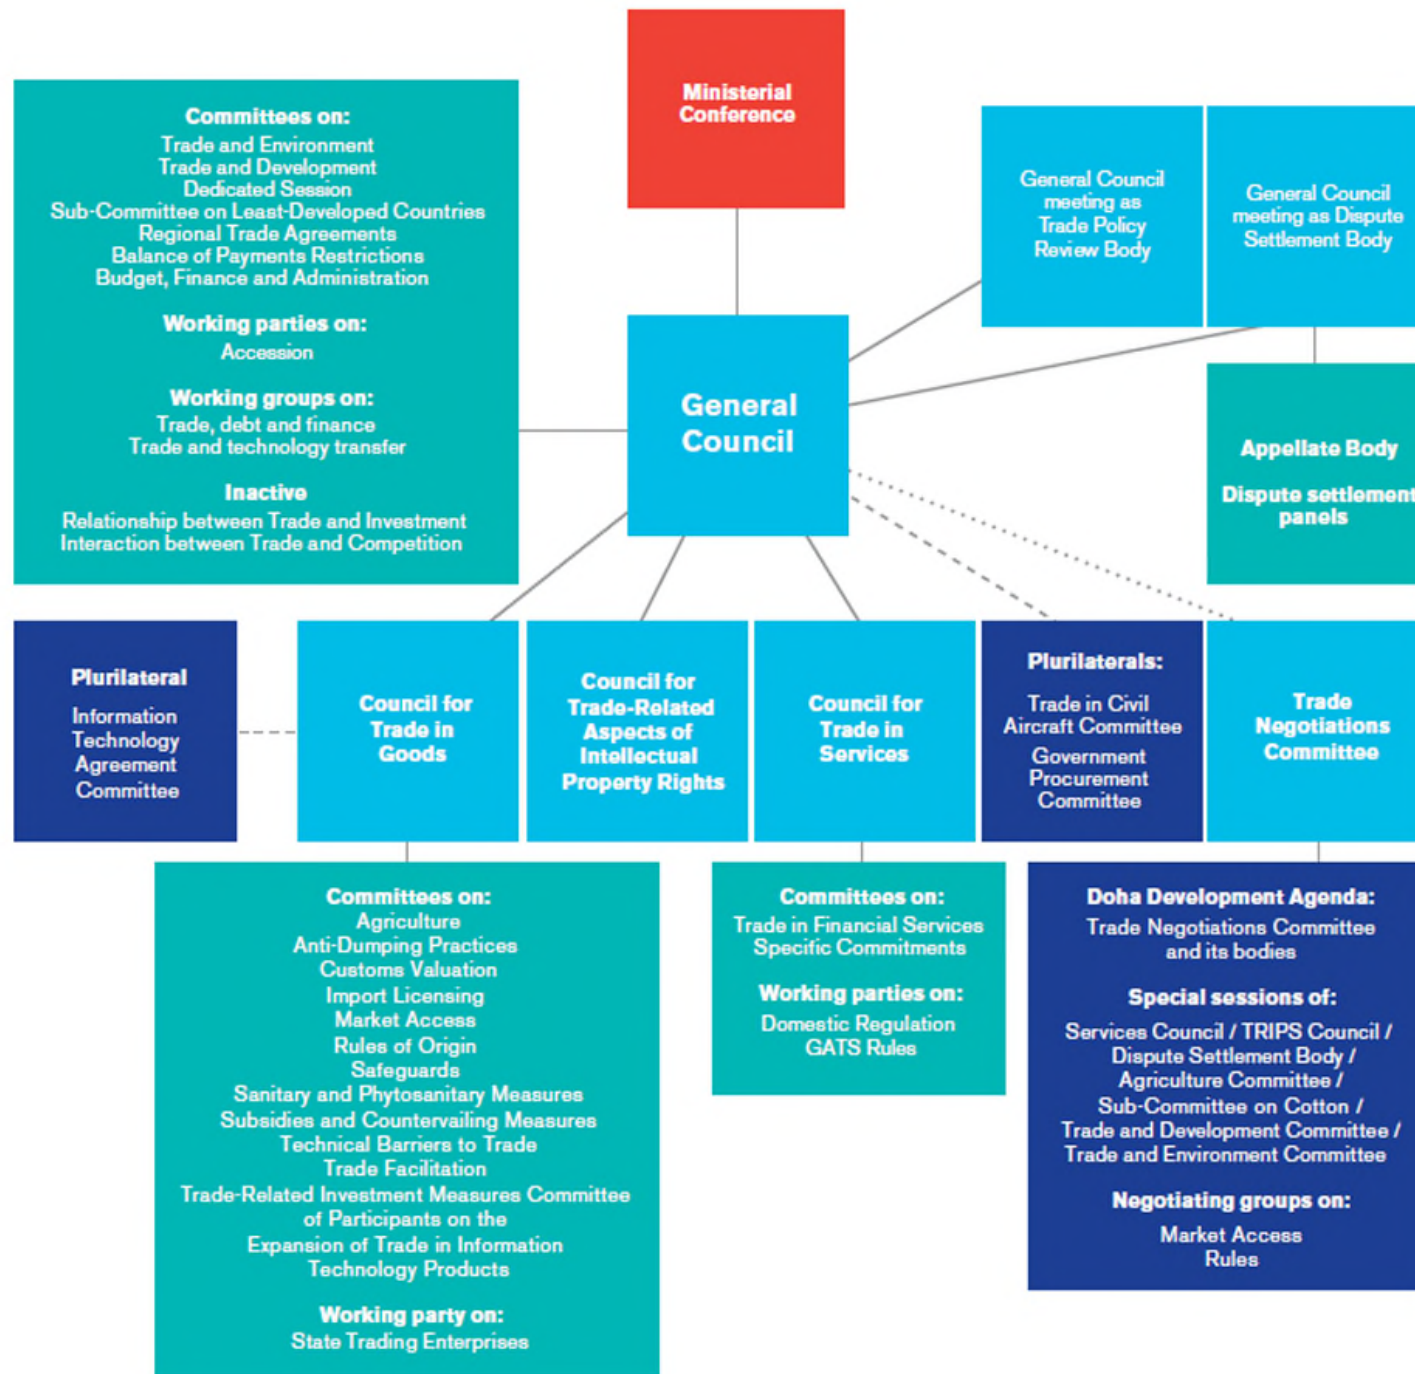 Ministerial
Conference
Committees on:
Trade and Environment
Trade and Development
Dedicated Session
Sub-Committee on Least-Developed Countries
Regional Trade Agreements
Balance of Payments Restrictions
Budget, Finance and Administration
Working parties on:
Accession
Working groups on:
Trade, debt and finance
Trade and technology transfer
Inactive
Relationship between Trade and Investment
Interaction between Trade and Competition
General Council
meeting as
Trade Policy
Review Body
General Council
meeting as Dispute
Settlement Body
General
Council
Appellate Body
Dispute settlement
panels
Plurilateral
Information
Technology
Agreement
Committee
Council for
Trade in
Goods
Council for
Trade-Related
Aspects of
Intellectual
Property Rights
Council for
Trade in
Services
Plurilaterals:
Trade in Civil
Aircraft Committee
Government
Procurement
Committee
Trade
Negotiations
Committee
Committees on:
Agriculture
Anti-Dumping Practices
Customs Valuation
Import Licensing
Market Access
Rules of Origin
Safeguards
Sanitary and Phytosanitary Measures
Subsidies and Countervailing Measures
Technical Barriers to Trade
Trade Facilitation
Trade-Related Investment Measures Committee
of Participants on the
Expansion of Trade in Information
Technology Products
Working party on:
State Trading Enterprises
Committees on:
Trade in Financial Services
Specific Commitments
Working parties on:
Domestic Regulation
GATS Rules
Doha Development Agenda:
Trade Negotiations Committee
and its bodies
Special sessions of:
Services Council / TRIPS Council /
Dispute Settlement Body /
Agriculture Committee /
Sub-Committee on Cotton /
Trade and Development Committee /
Trade and Environment Committee
Negotiating groups on:
Market Access
Rules